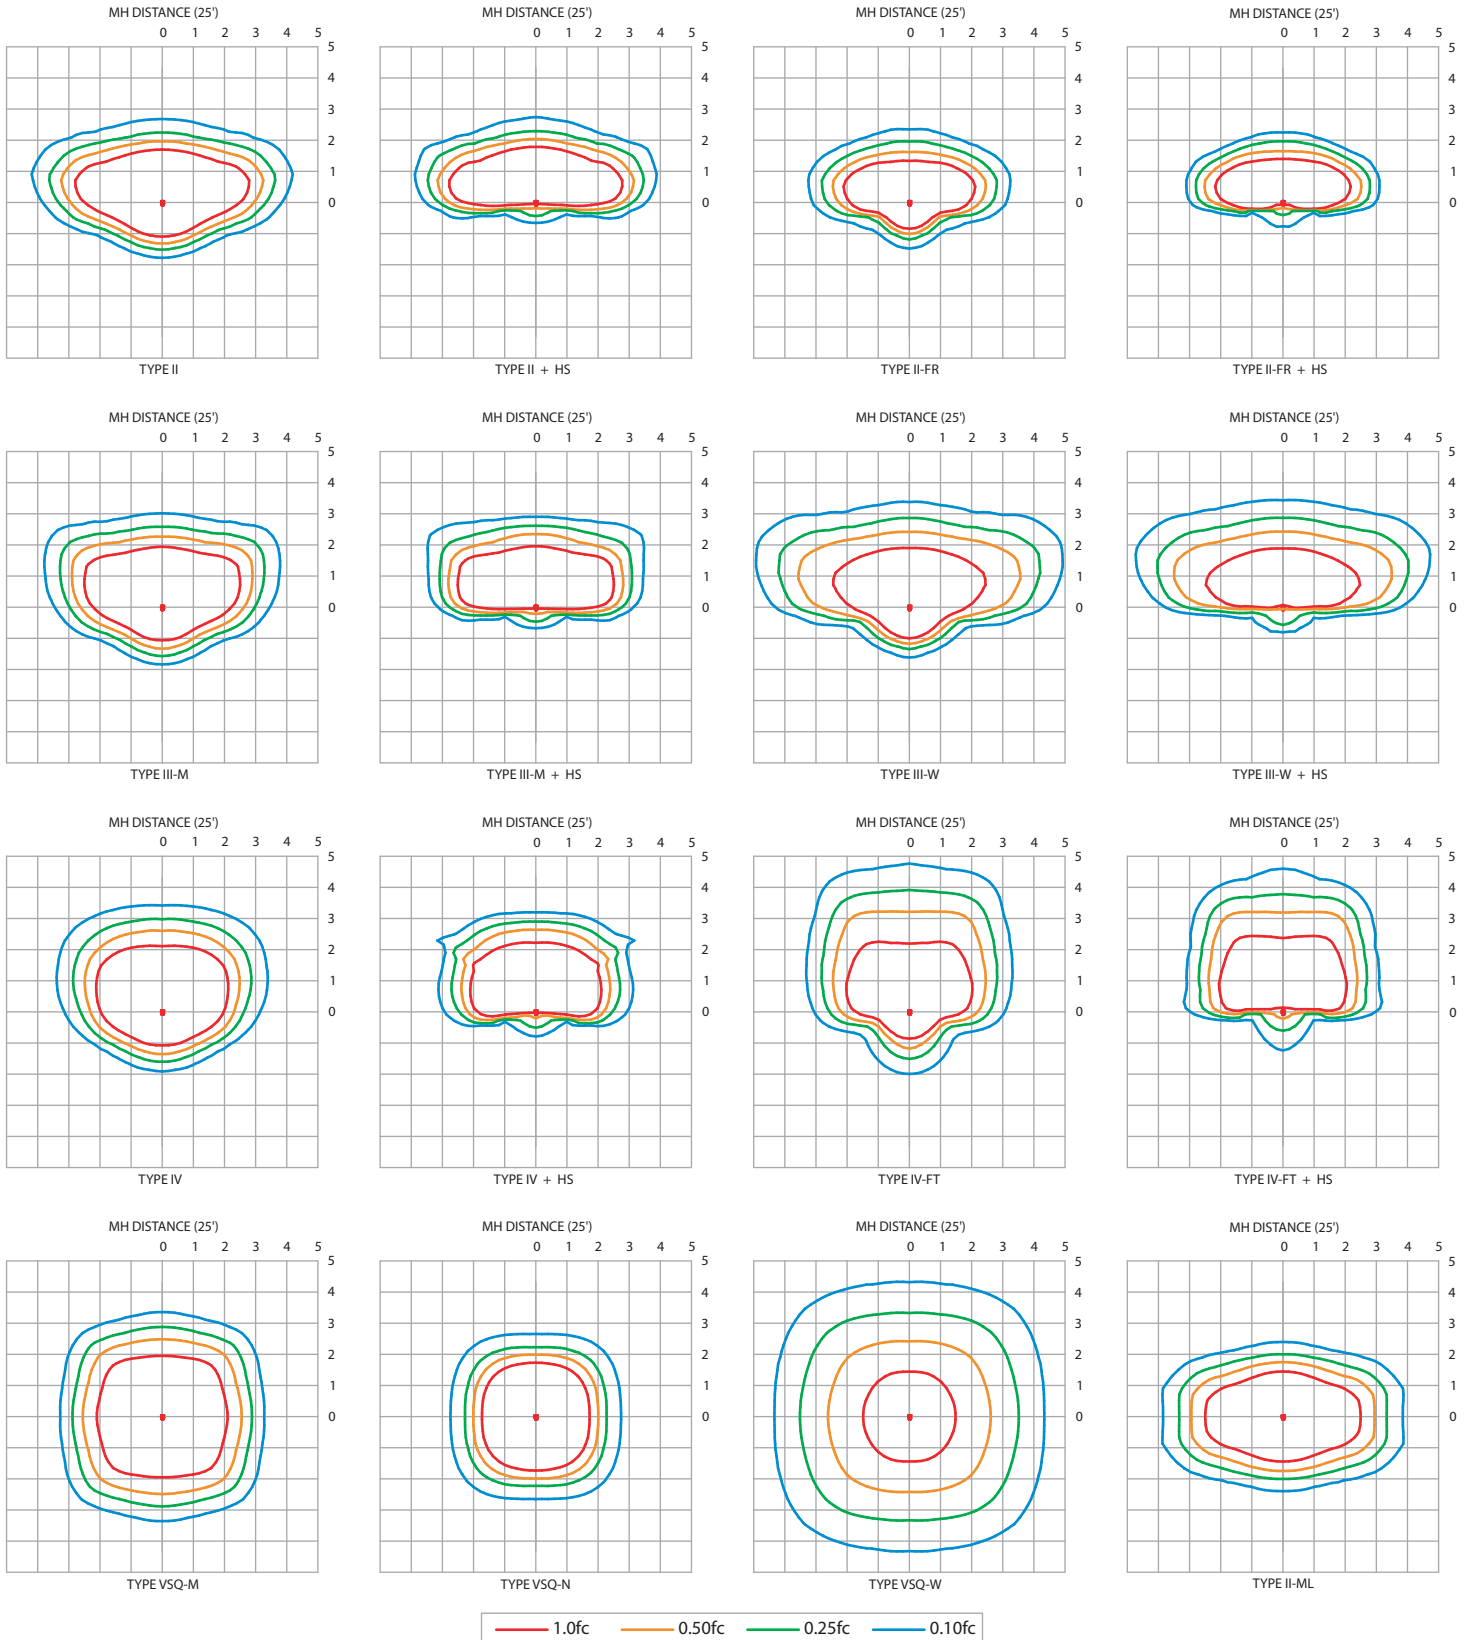 MH DISTANCE (25') MH DISTANCE (25') MH DISTANCE (25') MH DISTANCE (25')
0 1 2 3 4 5 0 1 2 3 4 5 0 1 2 3 4 5 0 1 2 3 4 5
5 5 5 5
4 4 4 4
3 3 3 3
2 2 2 2
1 1 1 1
0 0 0 0
TYPE II TYPE II + HS TYPE II-FR TYPE II-FR + HS
MH DISTANCE (25') MH DISTANCE (25') MH DISTANCE (25') MH DISTANCE (25')
0 1 2 3 4 5 0 1 2 3 4 5 0 1 2 3 4 5 0 1 2 3 4 5
5 5 5 5
4 4 4 4
3 3 3 3
2 2 2 2
1 1 1 1
0 0 0 0
TYPE III-M TYPE III-M + HS TYPE III-W TYPE III-W + HS
MH DISTANCE (25') MH DISTANCE (25') MH DISTANCE (25') MH DISTANCE (25')
0 1 2 3 4 5 0 1 2 3 4 5 0 1 2 3 4 5 0 1 2 3 4 5
5 5 5 5
4 4 4 4
3 3 3 3
2 2 2 2
1 1 1 1
0 0 0 0
TYPE IV TYPE IV + HS TYPE IV-FT TYPE IV-FT + HS
MH DISTANCE (25') MH DISTANCE (25') MH DISTANCE (25') MH DISTANCE (25')
0 1 2 3 4 5 0 1 2 3 4 5 0 1 2 3 4 5 0 1 2 3 4 5
5 5 5 5
4 4 4 4
3 3 3 3
2 2 2 2
1 1 1 1
0 0 0 0
TYPE VSQ-M TYPE VSQ-N TYPE VSQ-W TYPE II-ML
1.0fc 0.50fc 0.25fc 0.10fc